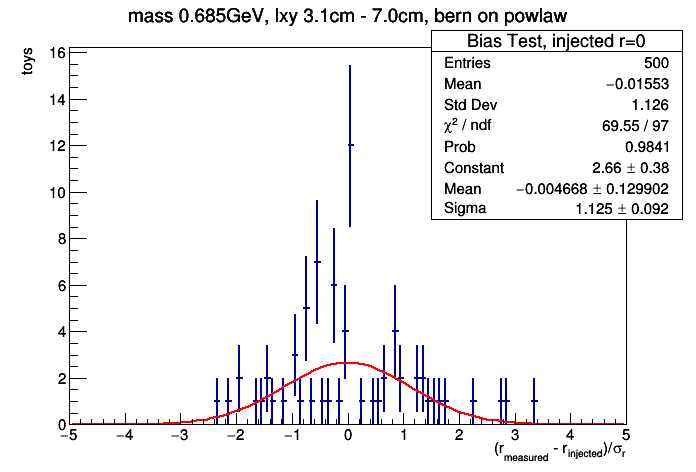 mass 0.685GeV, lxy 3.1cm - 7.0cm, bern on powlaw
Bias Test, injected r=0
Entries 500
Mean −0.01553
Std Dev 1.126
χ² / ndf 69.55 / 97
Prob 0.9841
Constant 2.66 ± 0.38
Mean −0.004668 ± 0.129902
Sigma 1.125 ± 0.092
toys
16
14
12
10
8
6
4
2
0
−5 −4 −3 −2 −1 0 1 2 3 4 5
(r_measured - r_injected)/σ_r